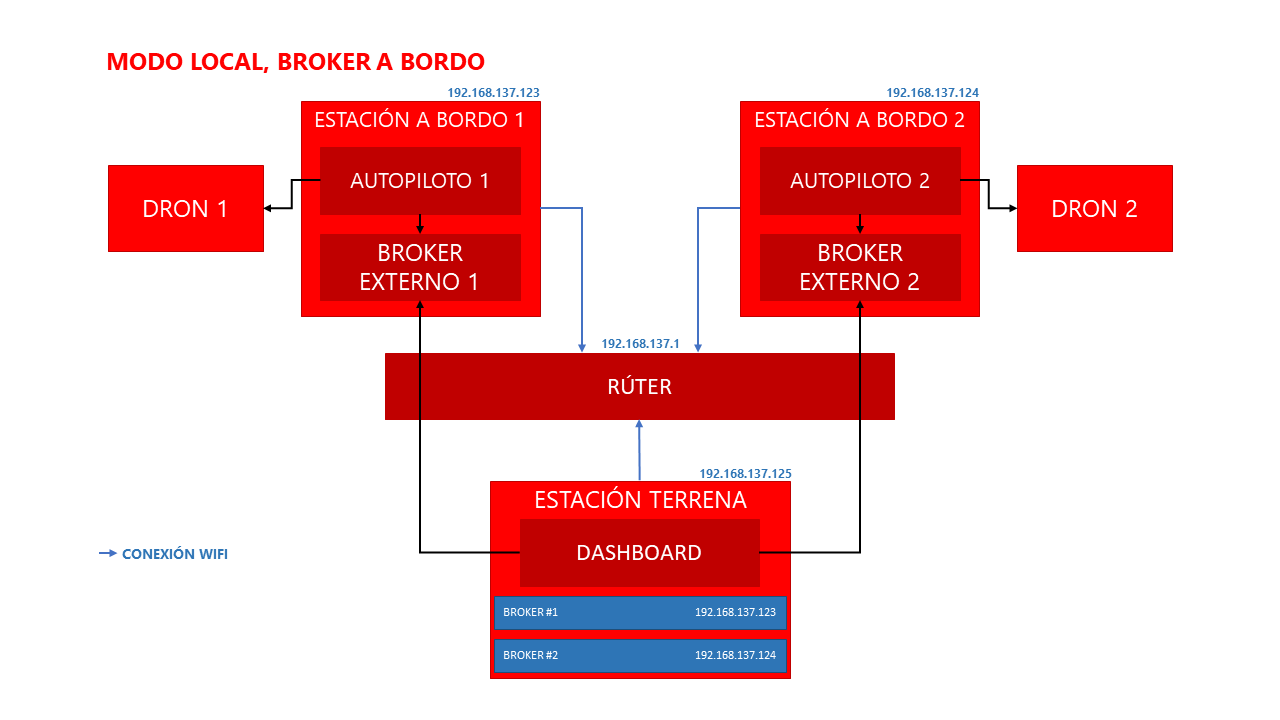 MODO LOCAL, BROKER A BORDO
192.168.137.123
192.168.137.124
ESTACIÓN A BORDO 1
ESTACIÓN A BORDO 2
AUTOPILOTO 1
AUTOPILOTO 2
DRON 1
DRON 2
BROKER
EXTERNO 1
BROKER
EXTERNO 2
192.168.137.1
RÚTER
192.168.137.125
ESTACIÓN TERRENA
DASHBOARD
CONEXIÓN WIFI
BROKER #1 192.168.137.123
BROKER #2 192.168.137.124